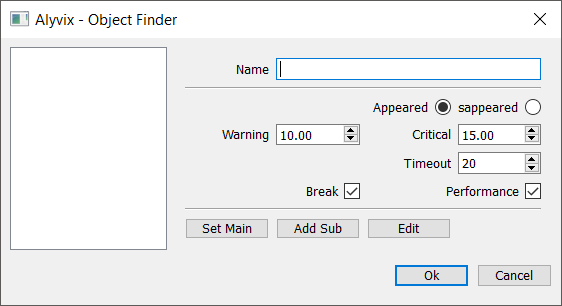 Alyvix - Object Finder
Name
Appeared sappeared
Warning 10.00 Critical 15.00
Timeout 20
Break Performance
Set Main Add Sub Edit
Ok Cancel